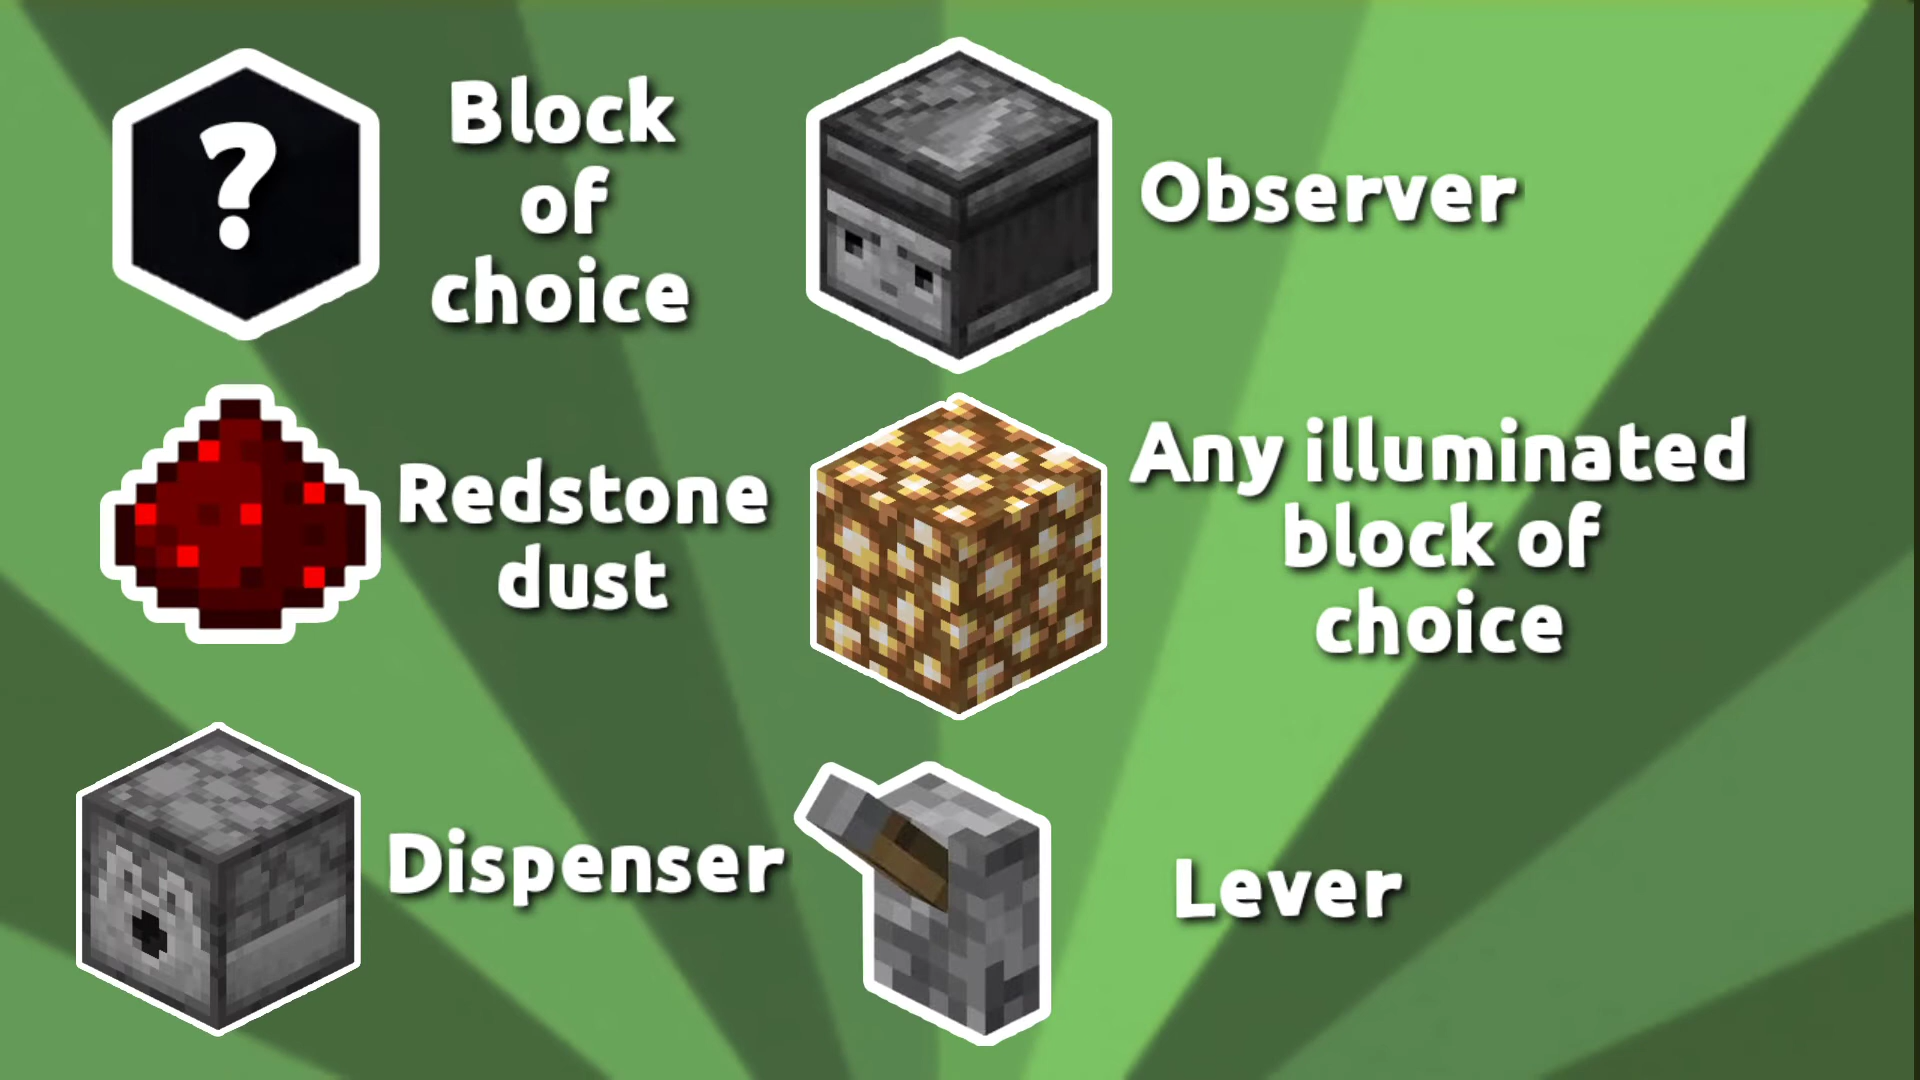 ?
Block
of
choice
Observer
Redstone
dust
Any illuminated
block of
choice
Dispenser
Lever